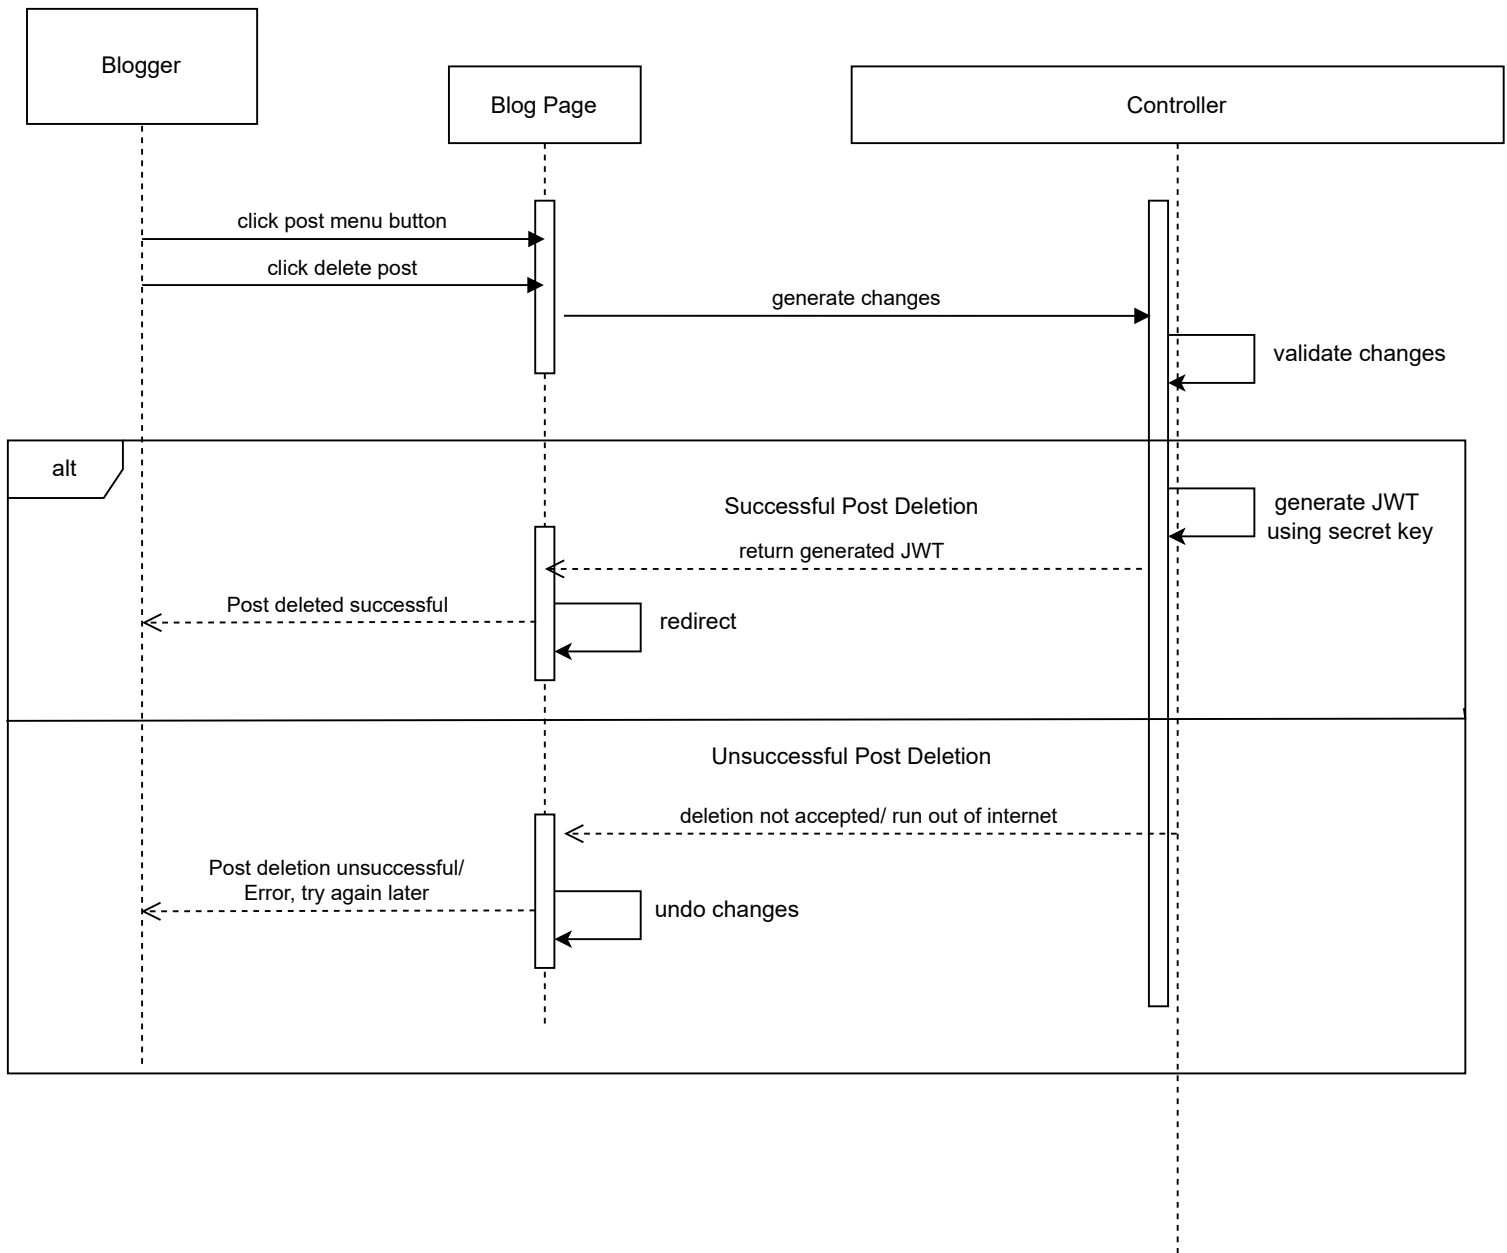 Blogger
Blog Page
Controller
click post menu button
click delete post
generate changes
validate changes
alt
Successful Post Deletion
generate JWT
using secret key
return generated JWT
Post deleted successful
redirect
Unsuccessful Post Deletion
deletion not accepted/ run out of internet
Post deletion unsuccessful/
Error, try again later
undo changes